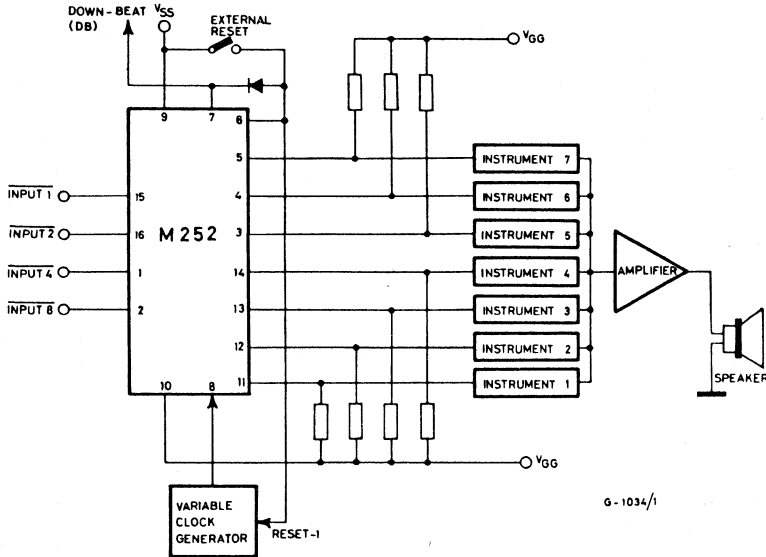 DOWN-BEAT
(DB)
VSS
EXTERNAL
RESET
VGG
9
7
6
5
INSTRUMENT 7
INPUT 1
15
4
INSTRUMENT 6
M 252
INPUT 2
16
3
INSTRUMENT 5
INPUT 4
1
14
INSTRUMENT 4
AMPLIFIER
INPUT 8
2
13
INSTRUMENT 3
12
INSTRUMENT 2
10
8
11
INSTRUMENT 1
SPEAKER
VGG
VARIABLE
CLOCK
GENERATOR
RESET-1
G-1034/1